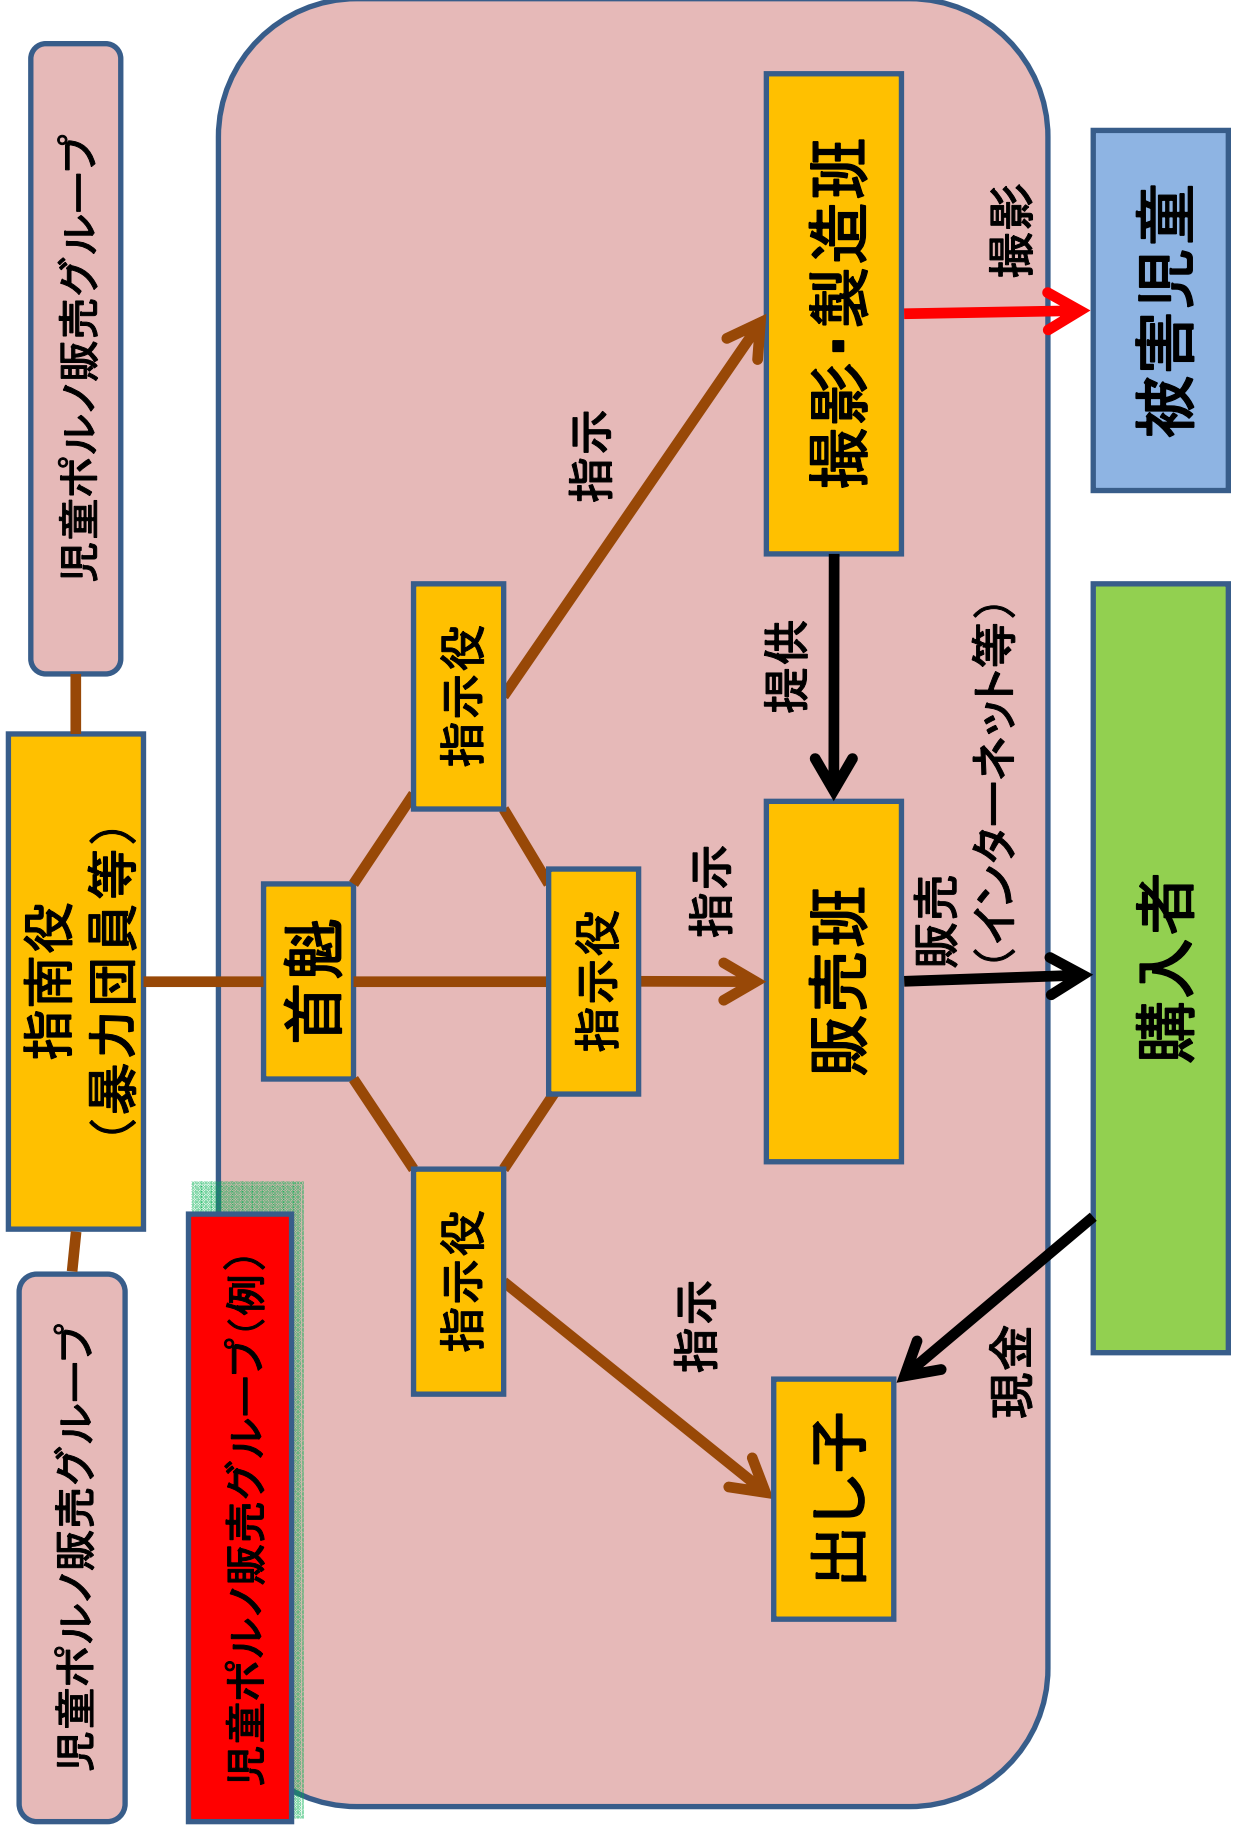 児童ポルノ販売グループ
指南役
（暴力団員等）
児童ポルノ販売グループ
児童ポルノ販売グループ（例）
首魁
指示役
指示役
指示役
指示
指示
指示
出し子
販売班
提供
撮影・製造班
現金
販売
（インターネット等）
撮影
購入者
被害児童